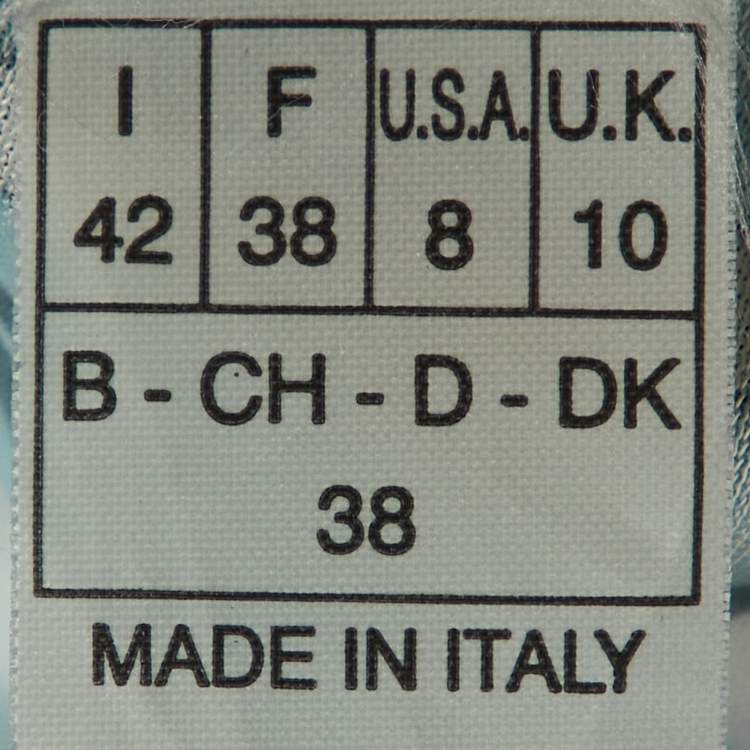 I F U.S.A. U.K.
42 38 8 10
B - CH - D - DK
38
MADE IN ITALY